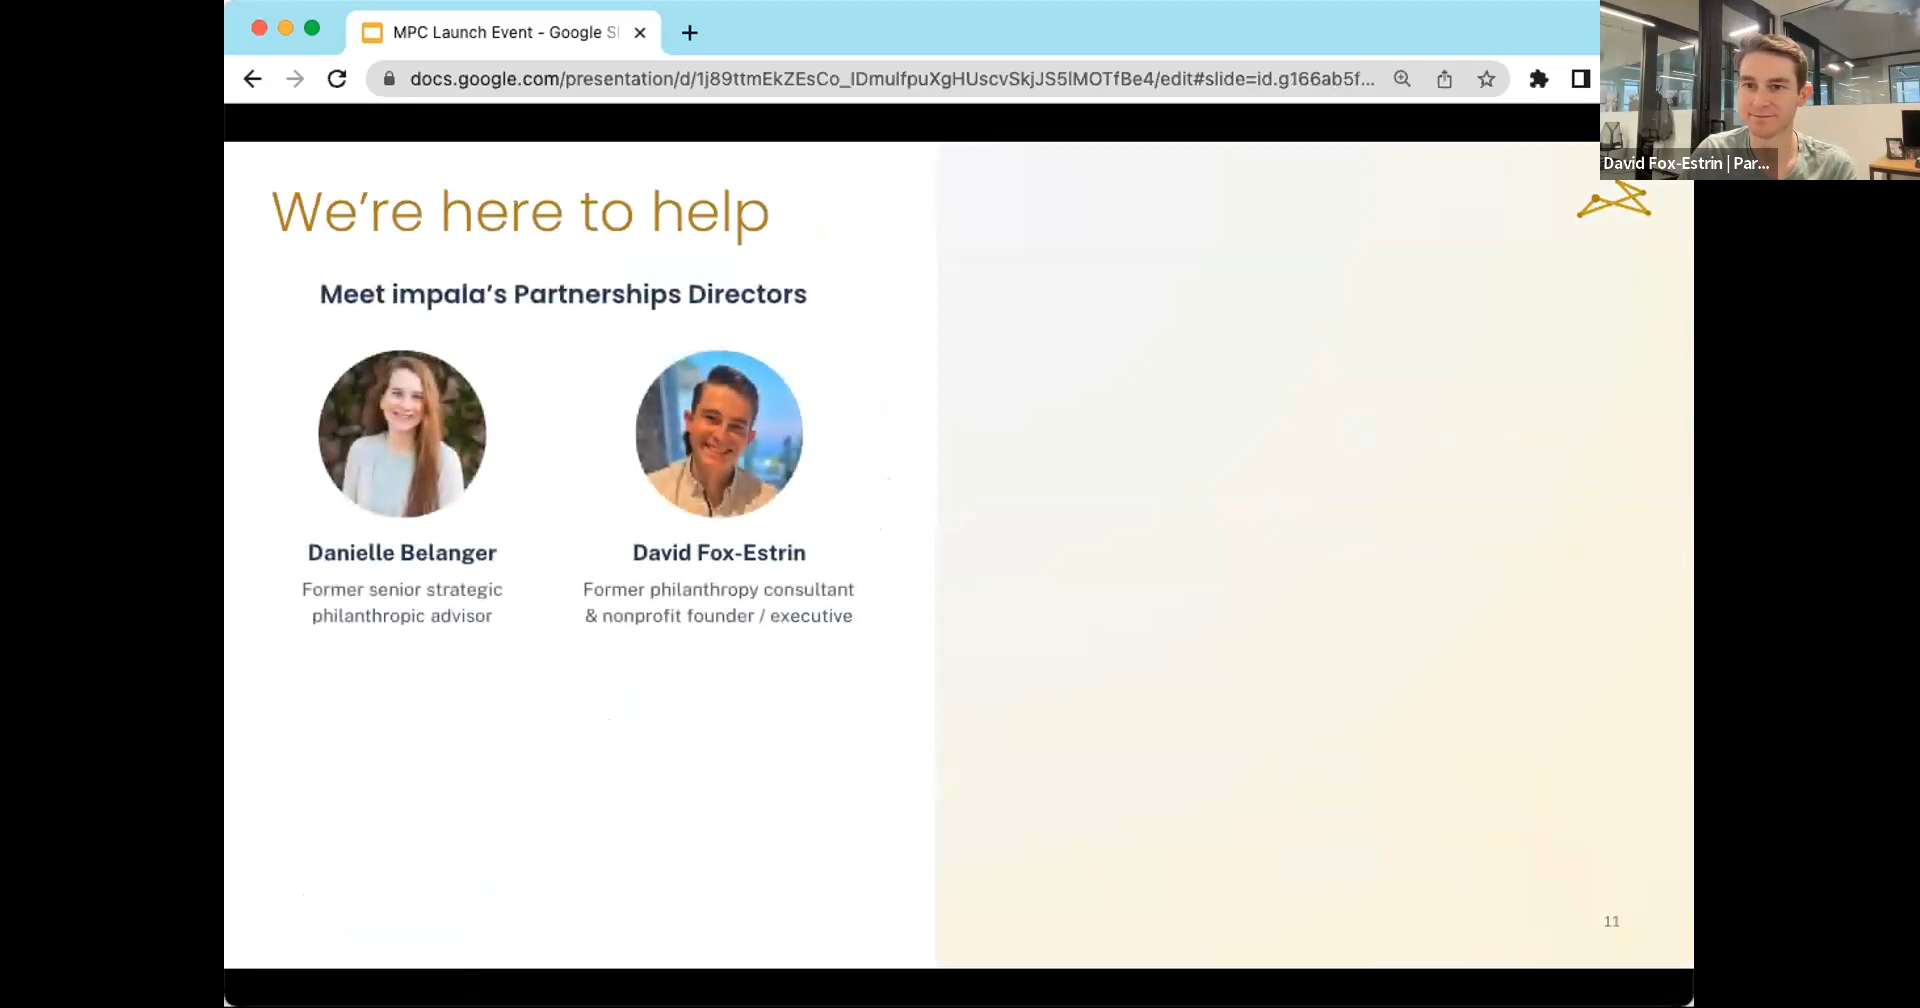 MPC Launch Event - Google Sl
docs.google.com/presentation/d/1j89ttmEkZEsCo_lDmulfpuXgHUscvSkjJS5lMOTfBe4/edit#slide=id.g166ab5f...
David Fox-Estrin | Par...
We're here to help
Meet impala's Partnerships Directors
Danielle Belanger
Former senior strategic
philanthropic advisor
David Fox-Estrin
Former philanthropy consultant
& nonprofit founder / executive
11